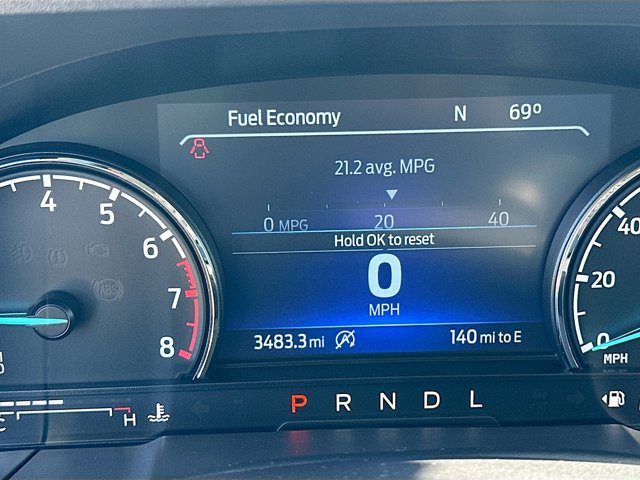 Fuel Economy N 69°
21.2 avg. MPG
0 MPG 20 40
Hold OK to reset
0
MPH
3483.3 mi 140 mi to E
4
5
6
7
8
ABS
40
20
0
MPH
P R N D L
C H